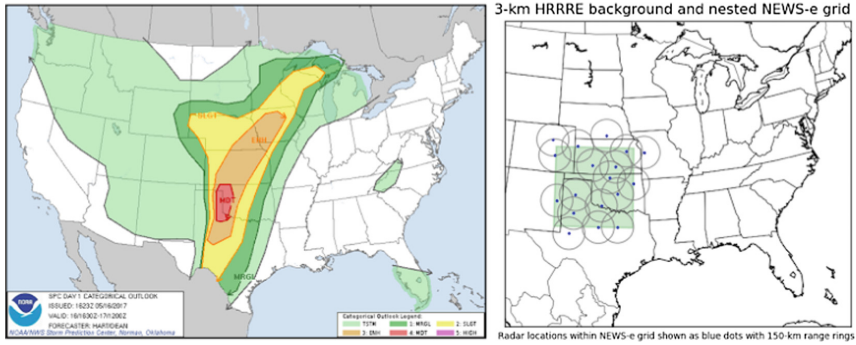 3-km HRRRE background and nested NEWS-e grid
SLGT
ENH
MDT
MRGL
SPC DAY 1 CATEGORICAL OUTLOOK
ISSUED: 1623Z 05/16/2017
VALID: 16/1630Z-17/1200Z
FORECASTER: HART/DEAN
NOAA/NWS Storm Prediction Center, Norman, Oklahoma
Categorical Outlook Legend:
TSTM 1: MRGL 2: SLGT
3: ENH 4: MDT 5: HIGH
Radar locations within NEWS-e grid shown as blue dots with 150-km range rings